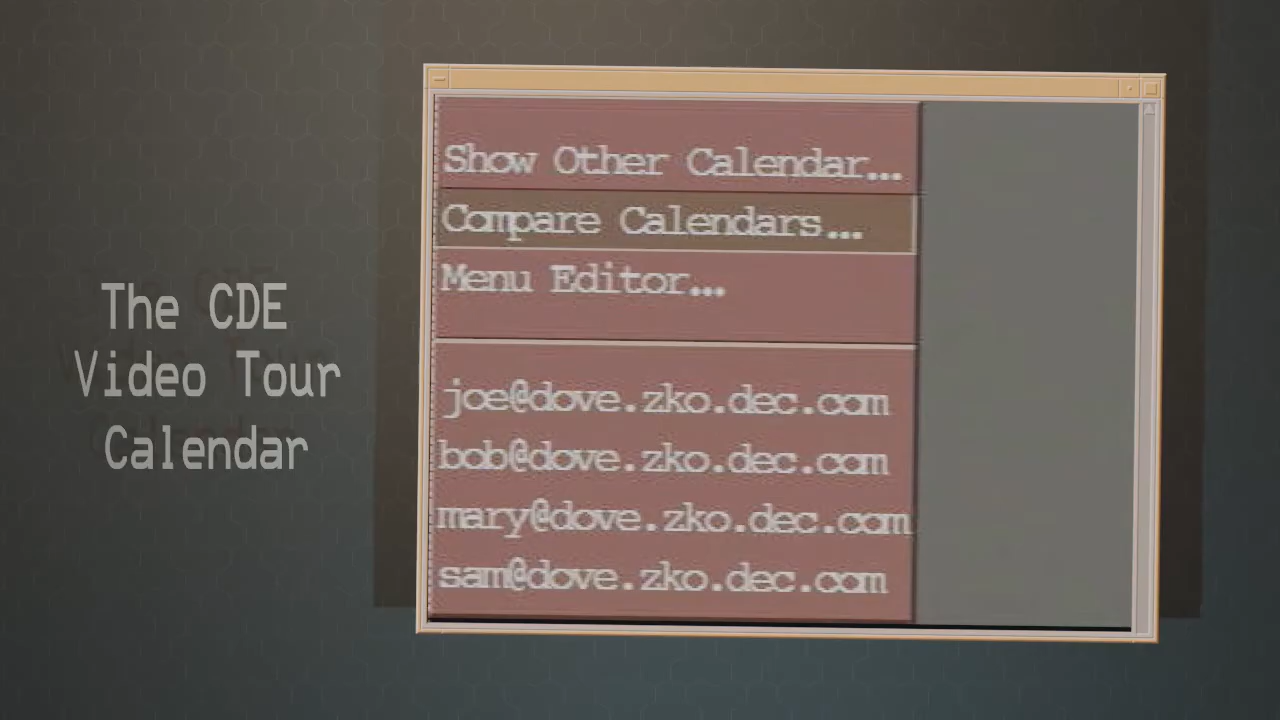 The CDE
Video Tour
Calendar
Show Other Calendar...
Compare Calendars...
Menu Editor...
joe@dove.zko.dec.com
bob@dove.zko.dec.com
mary@dove.zko.dec.com
sam@dove.zko.dec.com